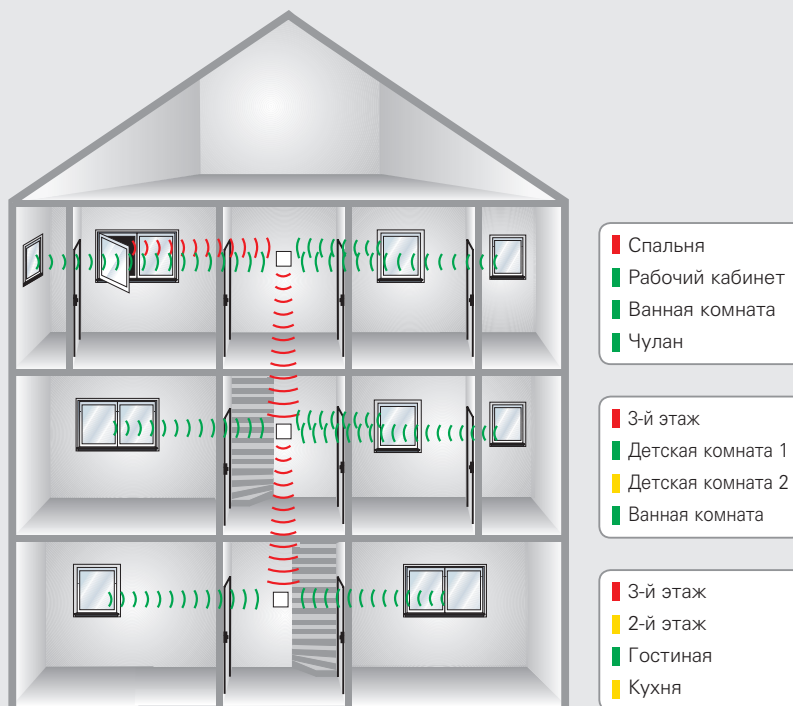 Спальня
Рабочий кабинет
Ванная комната
Чулан
3-й этаж
Детская комната 1
Детская комната 2
Ванная комната
3-й этаж
2-й этаж
Гостиная
Кухня